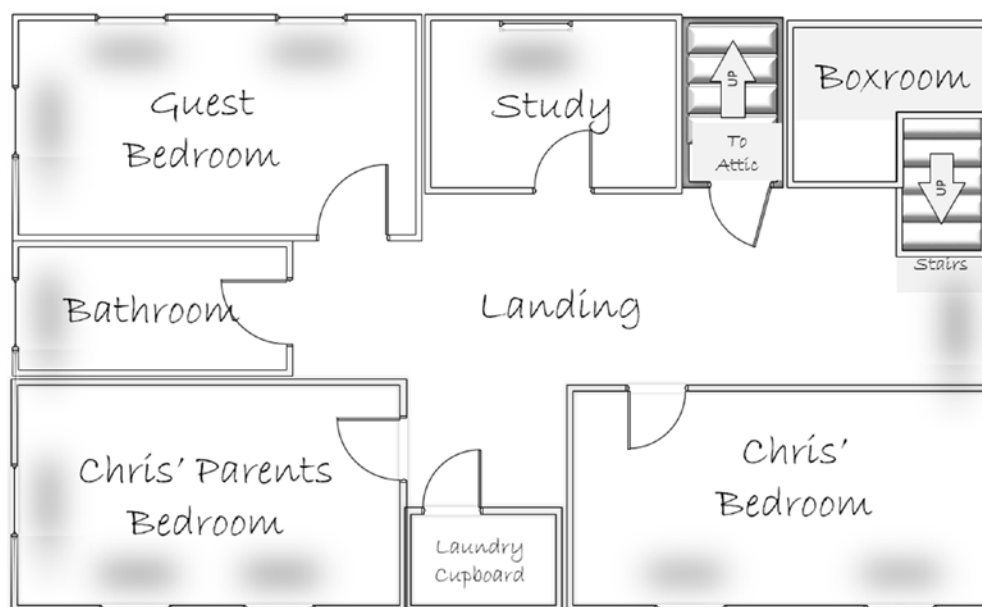 Guest
Bedroom
Study
UP
To
Attic
Boxroom
UP
Stairs
Bathroom
Landing
Chris' Parents
Bedroom
Laundry
Cupboard
Chris'
Bedroom